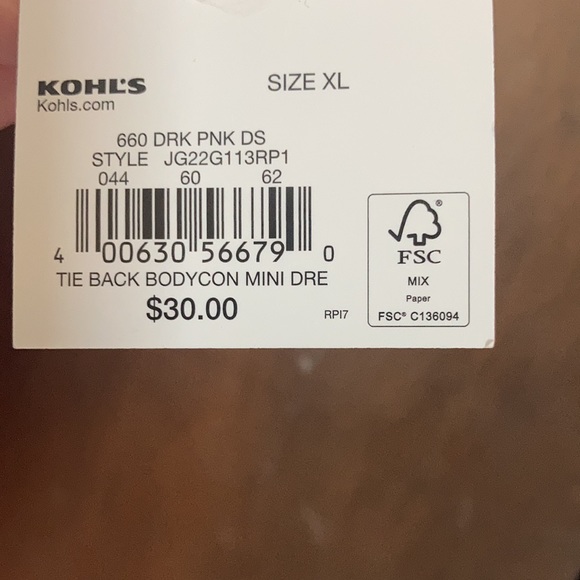 KOHL'S
Kohls.com
SIZE XL
660 DRK PNK DS
STYLE JG22G113RP1
044 60 62
4 00630 56679 0
TIE BACK BODYCON MINI DRE
$30.00
RPI7
FSC®
MIX
Paper
FSC® C136094